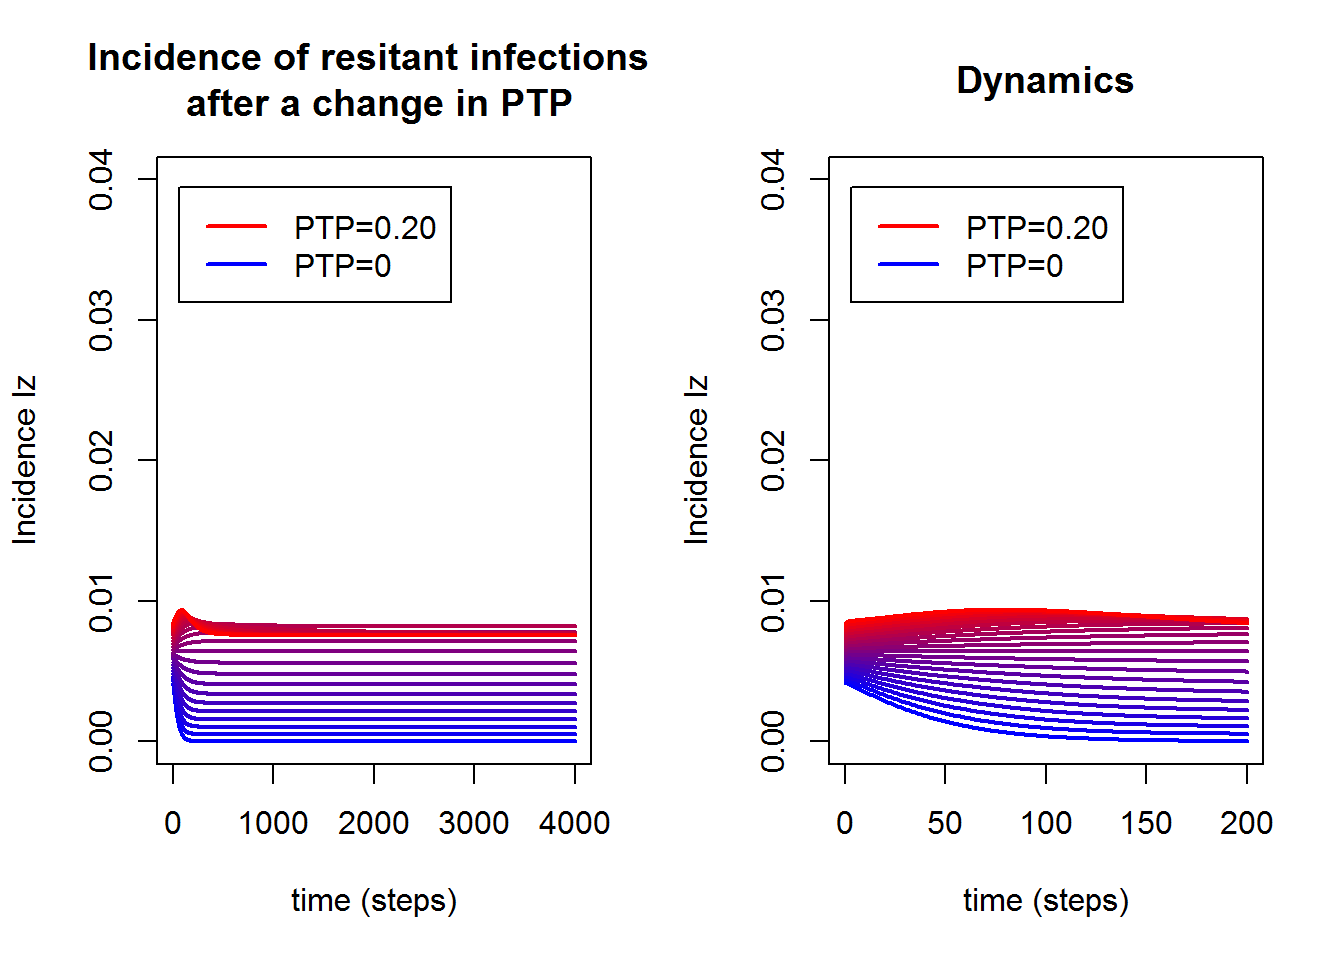 Incidence of resitant infections
after a change in PTP
Incidence Iz
0.04
0.03
0.02
0.01
0.00
PTP=0.20
PTP=0
0 1000 2000 3000 4000
time (steps)
Dynamics
Incidence Iz
0.04
0.03
0.02
0.01
0.00
PTP=0.20
PTP=0
0 50 100 150 200
time (steps)